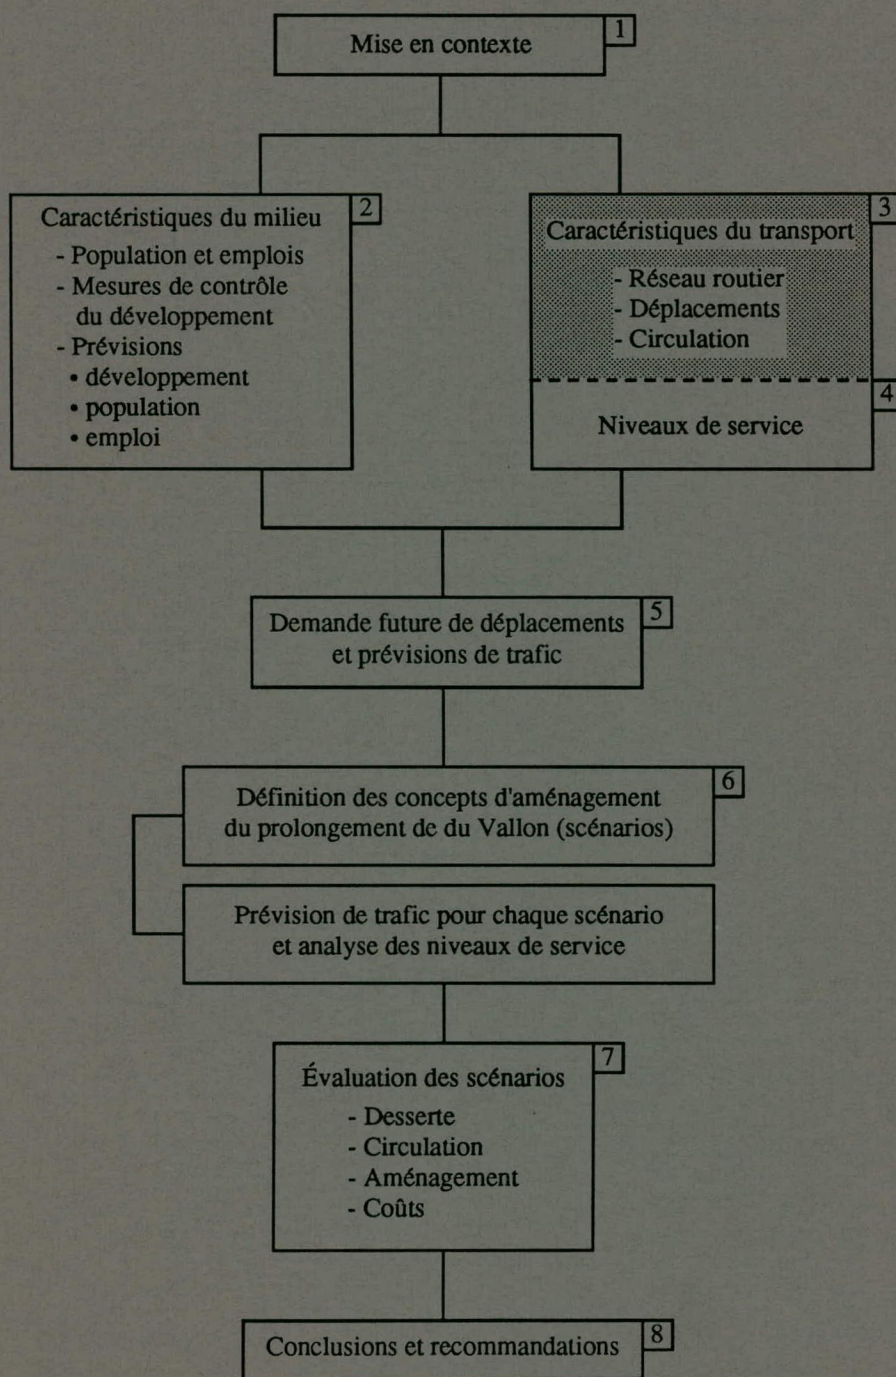 Mise en contexte
1
Caractéristiques du milieu
2
- Population et emplois
- Mesures de contrôle
du développement
- Prévisions
• développement
• population
• emploi
Caractéristiques du transport
3
- Réseau routier
- Déplacements
- Circulation
4
Niveaux de service
Demande future de déplacements
et prévisions de trafic
5
Définition des concepts d'aménagement
du prolongement de du Vallon (scénarios)
6
Prévision de trafic pour chaque scénario
et analyse des niveaux de service
Évaluation des scénarios
7
- Desserte
- Circulation
- Aménagement
- Coûts
Conclusions et recommandations
8